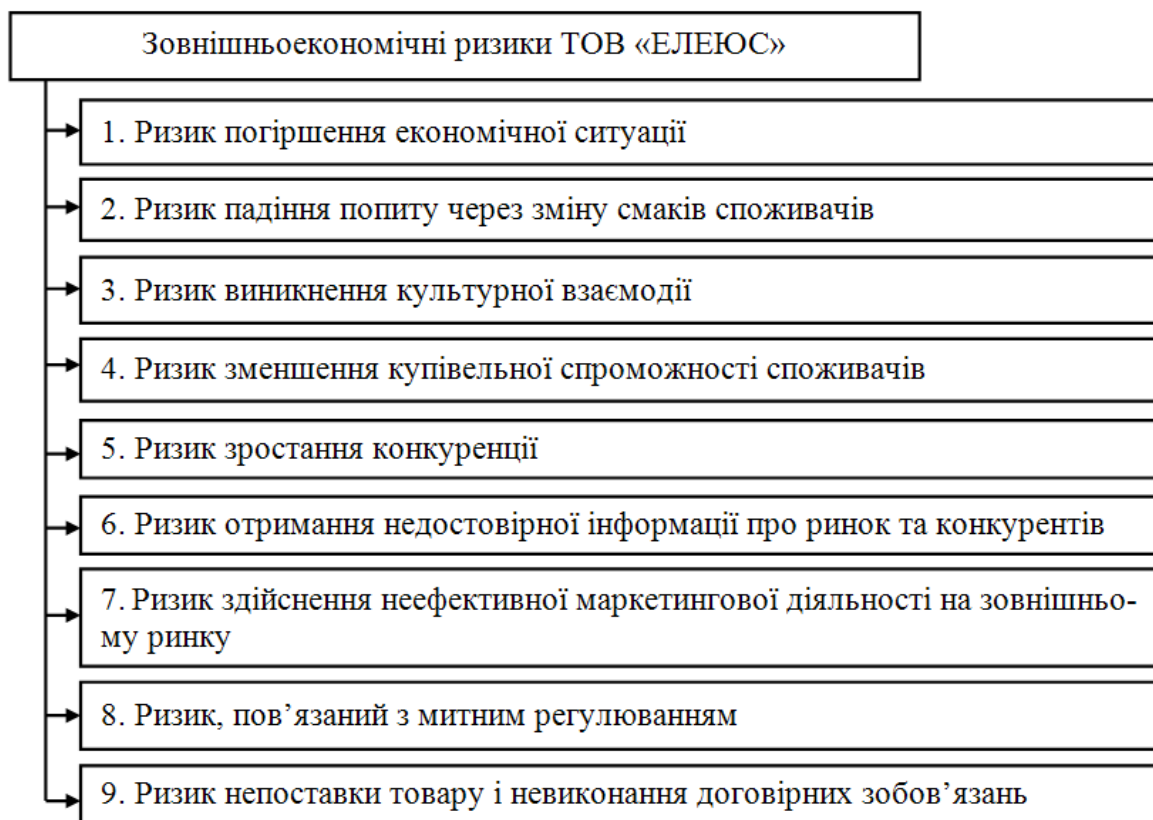 Зовнішньоекономічні ризики ТОВ «ЕЛЕЮС»
1. Ризик погіршення економічної ситуації
2. Ризик падіння попиту через зміну смаків споживачів
3. Ризик виникнення культурної взаємодії
4. Ризик зменшення купівельної спроможності споживачів
5. Ризик зростання конкуренції
6. Ризик отримання недостовірної інформації про ринок та конкурентів
7. Ризик здійснення неефективної маркетингової діяльності на зовнішньо-
му ринку
8. Ризик, пов’язаний з митним регулюванням
9. Ризик непоставки товару і невиконання договірних зобов’язань